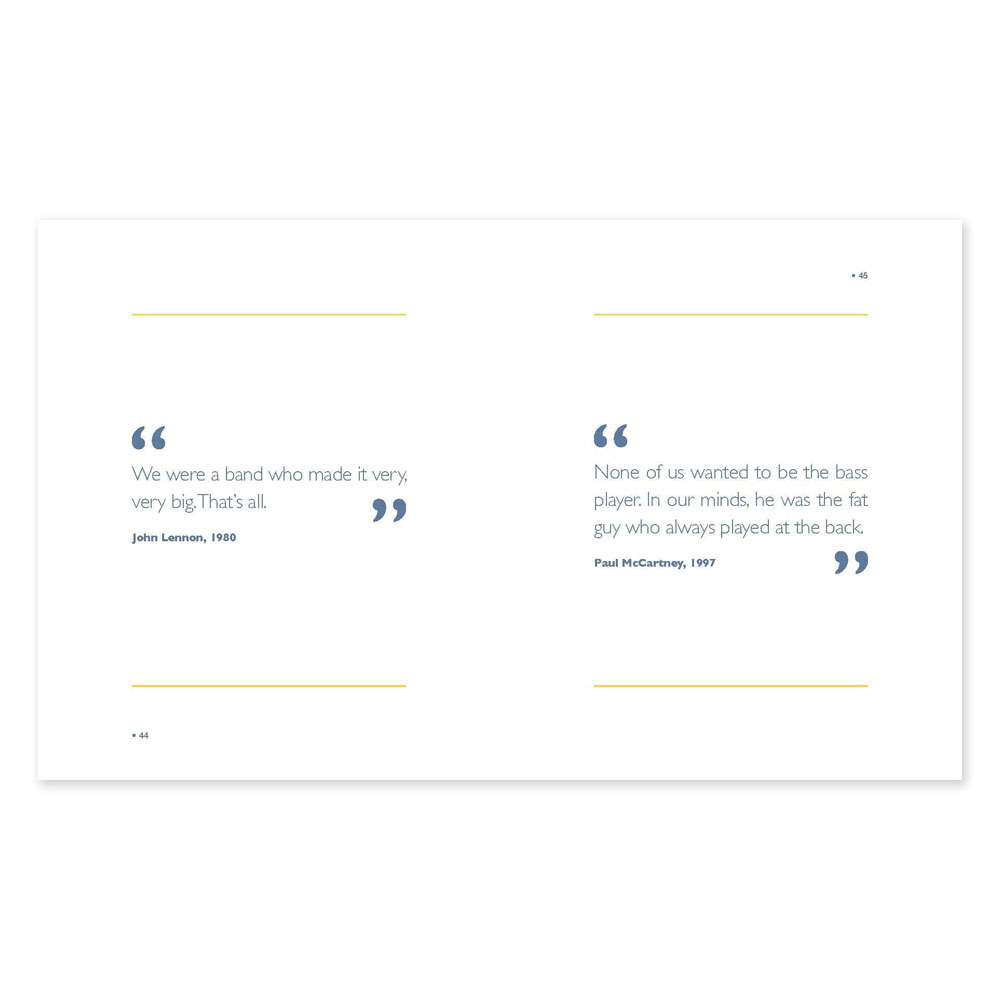 “
We were a band who made it very,
very big. That's all.
”
John Lennon, 1980
• 44
• 45
“
None of us wanted to be the bass
player. In our minds, he was the fat
guy who always played at the back.
Paul McCartney, 1997
”